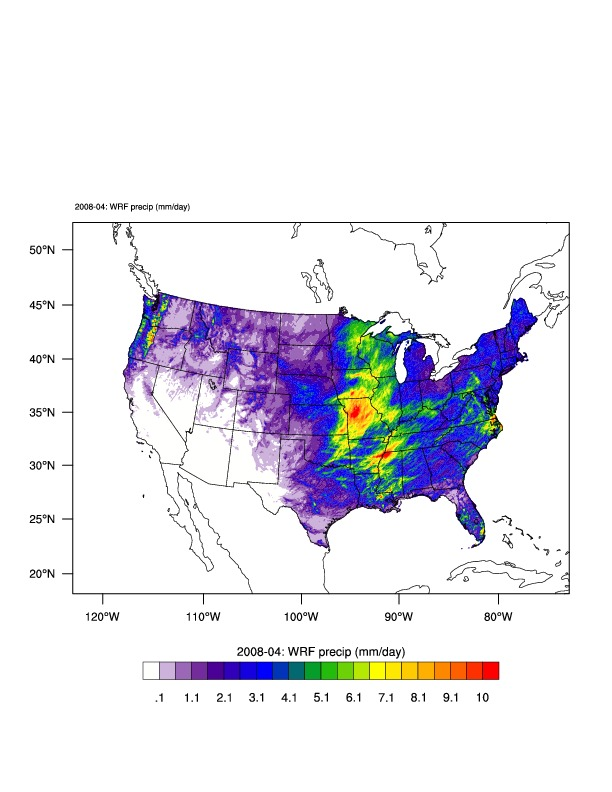 2008-04: WRF precip (mm/day)
50°N
45°N
40°N
35°N
30°N
25°N
20°N
120°W 110°W 100°W 90°W 80°W
2008-04: WRF precip (mm/day)
.1 1.1 2.1 3.1 4.1 5.1 6.1 7.1 8.1 9.1 10